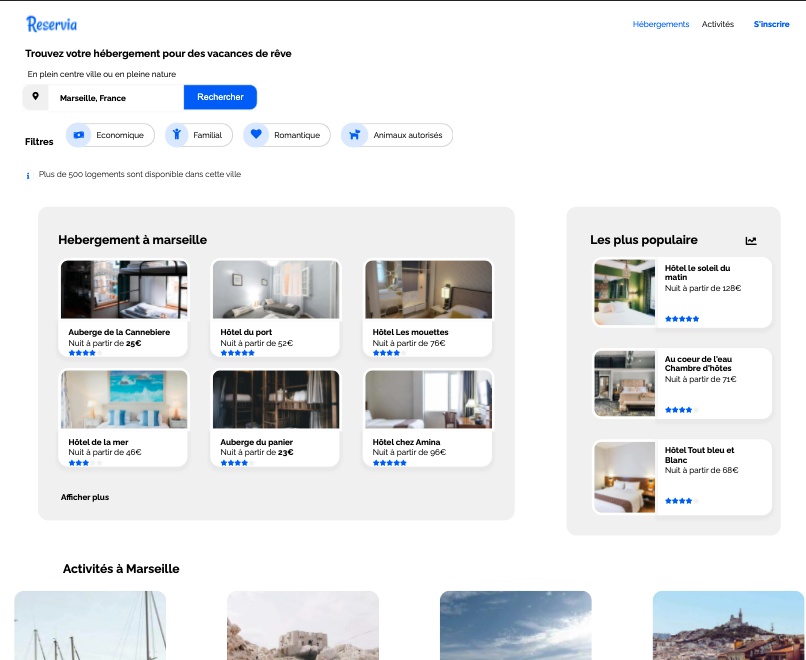 Reservia
Hébergements
Activités
S'inscrire
Trouvez votre hébergement pour des vacances de rêve
En plein centre ville ou en pleine nature
Marseille, France
Rechercher
Filtres
Economique
Familial
Romantique
Animaux autorisés
Plus de 500 logements sont disponible dans cette ville
Hebergement à marseille
Auberge de la Cannebiere
Nuit à partir de 25€
Hôtel du port
Nuit à partir de 52€
Hôtel Les mouettes
Nuit à partir de 76€
Hôtel de la mer
Nuit à partir de 46€
Auberge du panier
Nuit à partir de 23€
Hôtel chez Amina
Nuit à partir de 96€
Afficher plus
Les plus populaire
Hôtel le soleil du
matin
Nuit à partir de 128€
Au coeur de l'eau
Chambre d'hôtes
Nuit à partir de 71€
Hôtel Tout bleu et
Blanc
Nuit à partir de 68€
Activités à Marseille